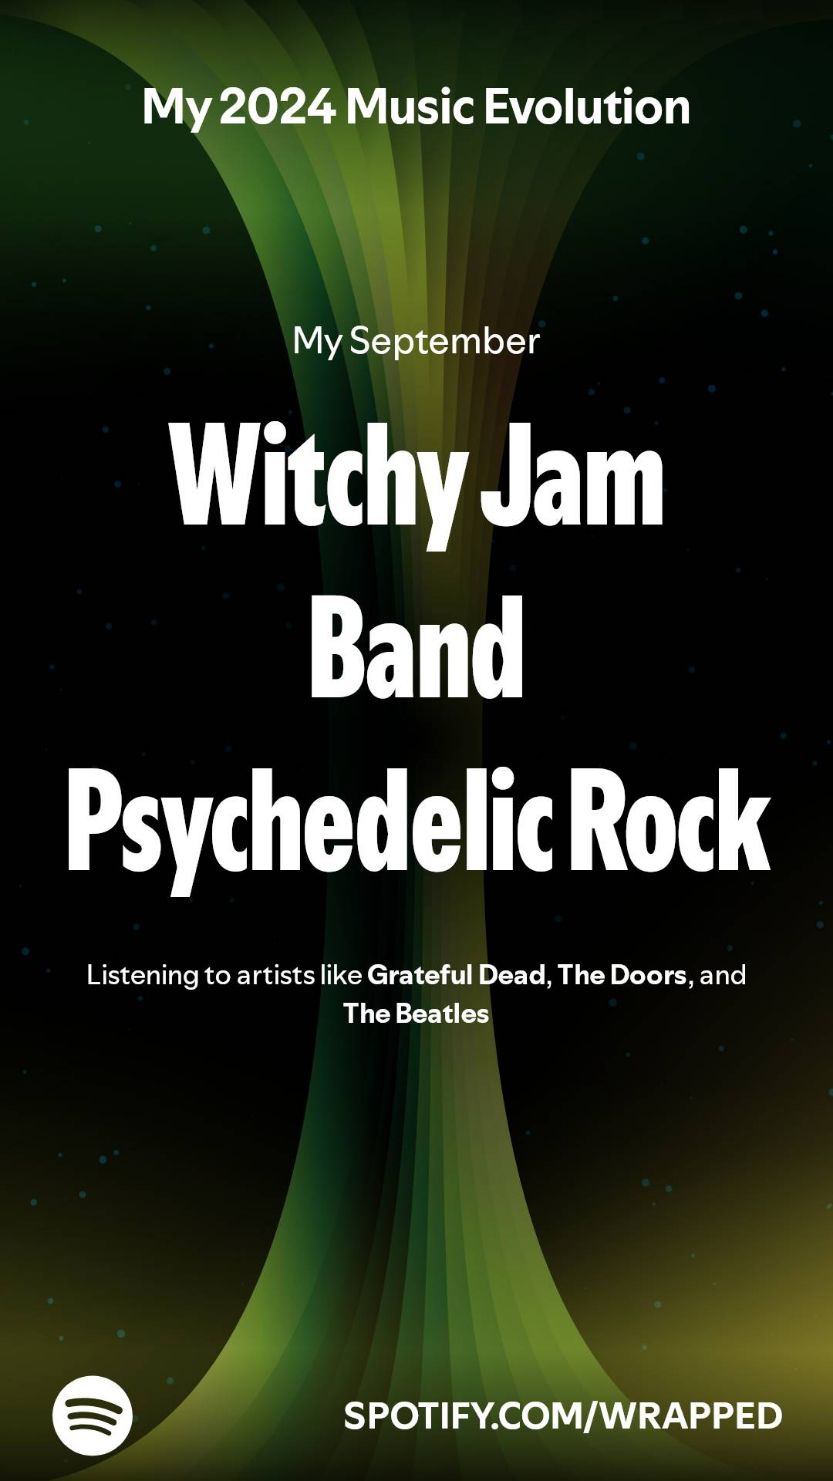 My 2024 Music Evolution
My September
Witchy Jam
Band
Psychedelic Rock
Listening to artists like Grateful Dead, The Doors, and
The Beatles
SPOTIFY.COM/WRAPPED